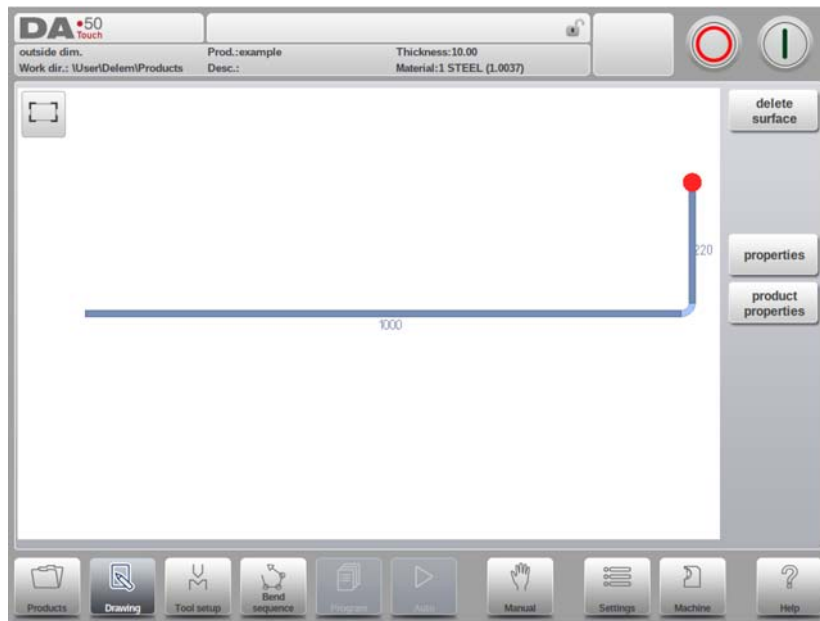 DA•50
Touch
outside dim.
Prod.:example
Thickness:10.00
Work dir.: \User\Delem\Products
Desc.:
Material:1 STEEL (1.0037)
delete
surface
220
properties
product
properties
1000
Products
Drawing
Tool setup
Bend
sequence
Program
Auto
Manual
Settings
Machine
Help